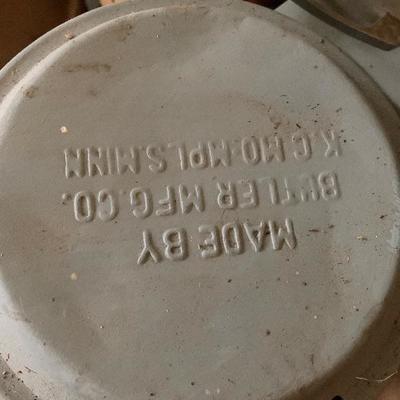 MADE BY
BUTLER MFG. CO.
K.C. MO. MPLS. MINN